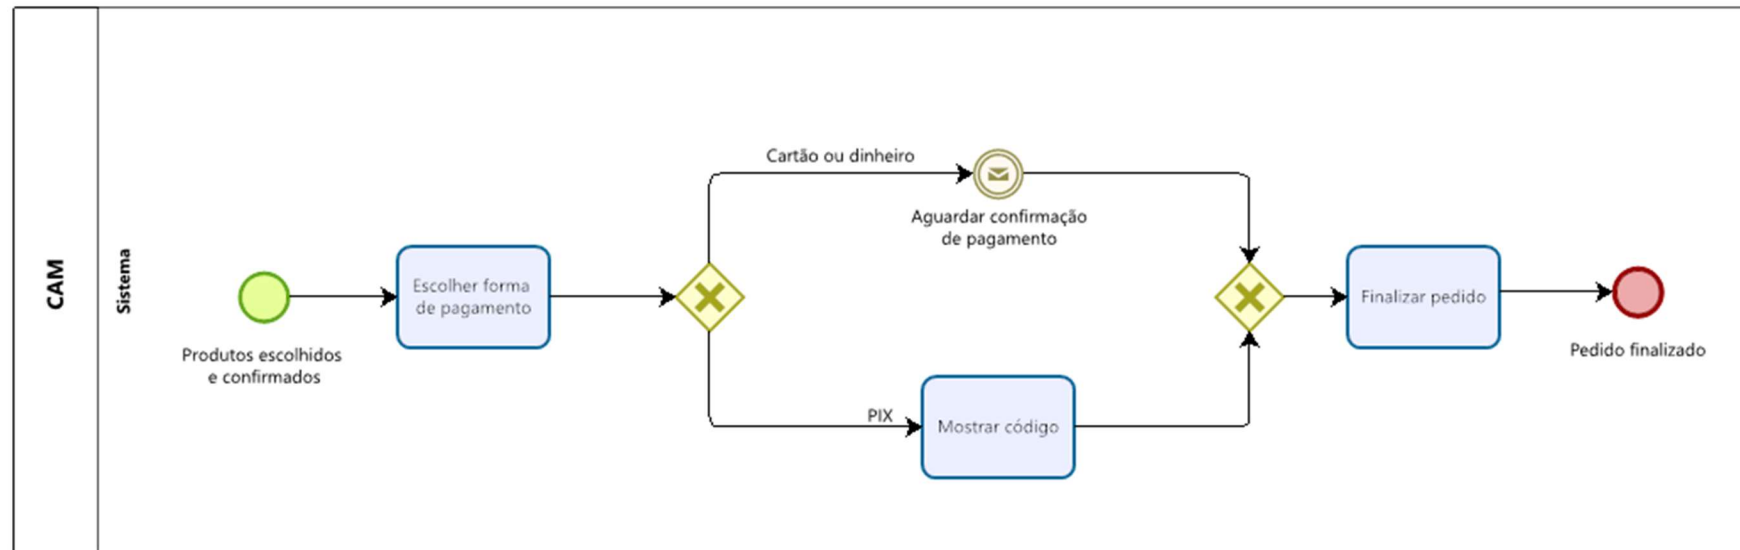 CAM
Sistema
Produtos escolhidos
e confirmados
Escolher forma
de pagamento
Cartão ou dinheiro
Aguardar confirmação
de pagamento
PIX
Mostrar código
Finalizar pedido
Pedido finalizado